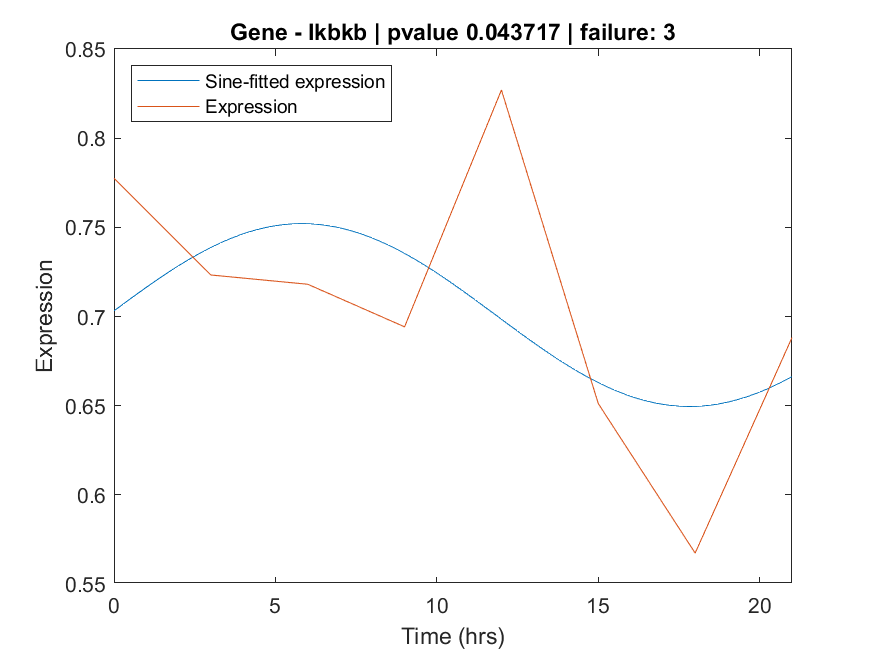 Gene - Ikbkb | pvalue 0.043717 | failure: 3
0.85
Sine-fitted expression
Expression
0.8
0.75
0.7
0.65
0.6
0.55
Expression
0
5
10
15
20
Time (hrs)